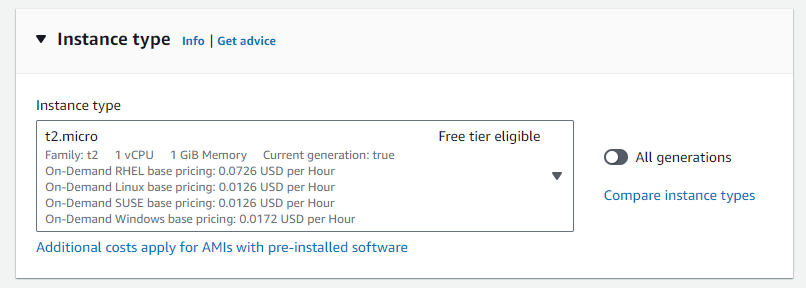 Instance type Info | Get advice
Instance type
t2.micro Free tier eligible
Family: t2 1 vCPU 1 GiB Memory Current generation: true
On-Demand RHEL base pricing: 0.0726 USD per Hour
On-Demand Linux base pricing: 0.0126 USD per Hour
On-Demand SUSE base pricing: 0.0126 USD per Hour
On-Demand Windows base pricing: 0.0172 USD per Hour
All generations
Compare instance types
Additional costs apply for AMIs with pre-installed software